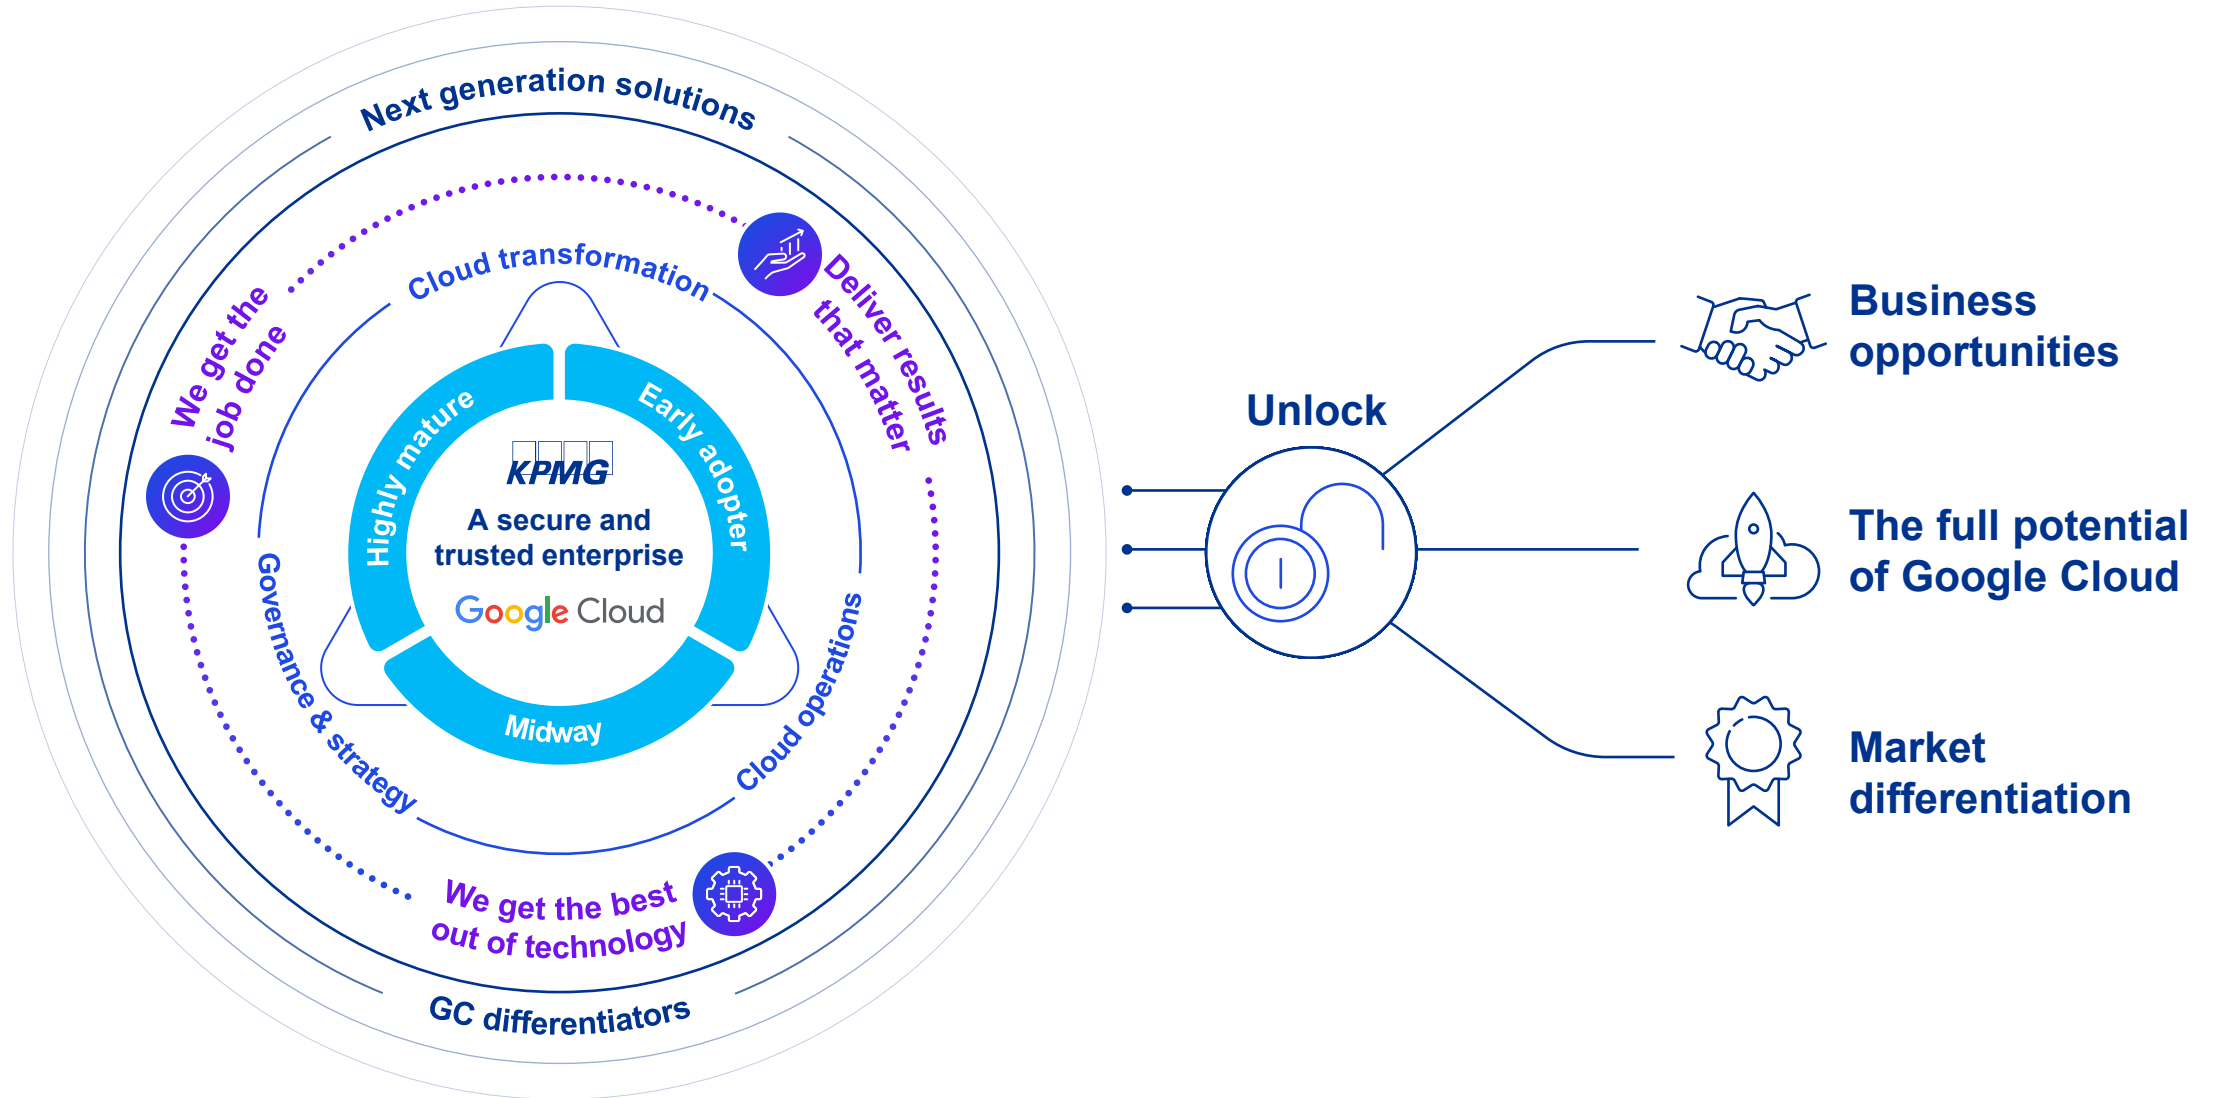 Next generation solutions
We get the
job done
Deliver results
that matter
Cloud transformation
Governance & strategy
Cloud operations
Highly mature
Early adopter
Midway
KPMG
A secure and
trusted enterprise
Google Cloud
We get the best
out of technology
GC differentiators
Unlock
Business
opportunities
The full potential
of Google Cloud
Market
differentiation